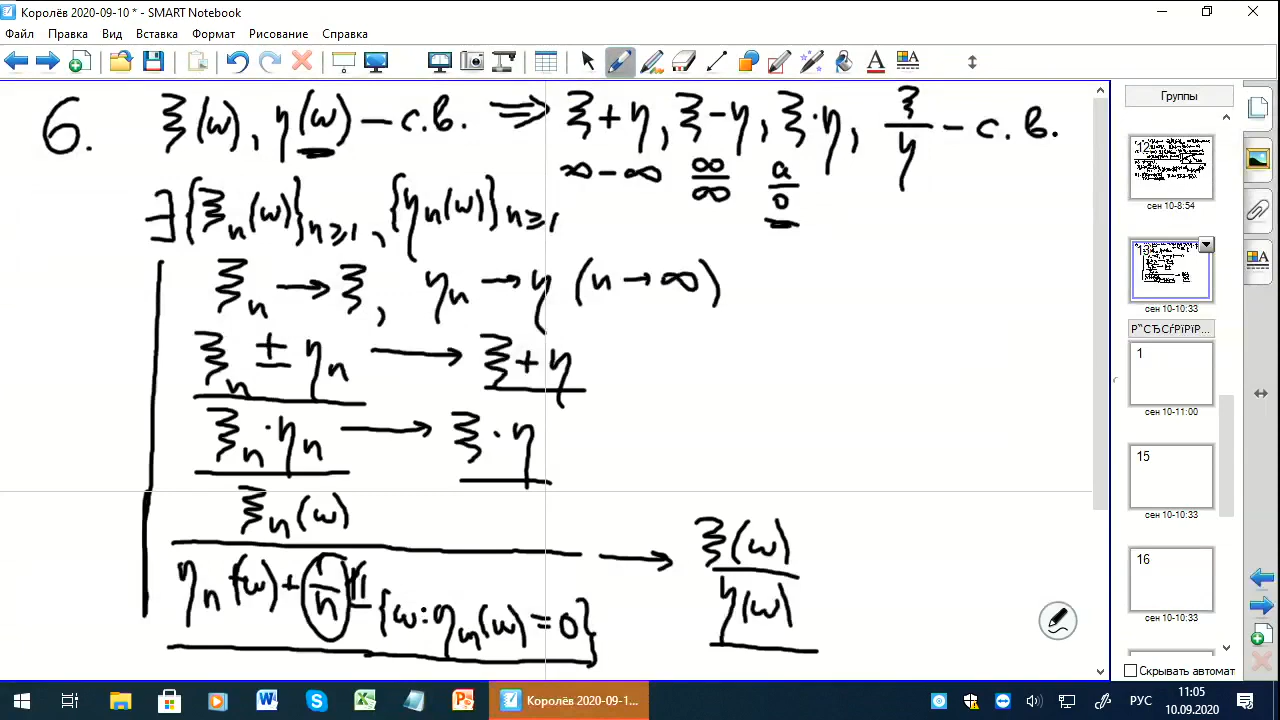 Королёв 2020-09-10 * - SMART Notebook
Файл Правка Вид Вставка Формат Рисование Справка
Группы
6. ξ(ω), η(ω) – с.в. ⇒ ξ+η, ξ–η, ξ·η, ξ/η – с.в.
∞–∞ ∞/∞ a/0
∃ {ξₙ(ω)}ₙ≥₁, {ηₙ(ω)}ₙ≥₁
ξₙ → ξ, ηₙ → η (n → ∞)
ξₙ ± ηₙ → ξ + η
ξₙ · ηₙ → ξ · η
ξₙ(ω)
ηₙ(ω) + 1/n 1{ω: ηₙ(ω) = 0} → ξ(ω)/η(ω)
сен 10-8:54
сен 10-10:33
1
сен 10-11:00
15
сен 10-10:33
16
сен 10-10:33
Скрывать автомат
Королёв 2020-09-1...
РУС
11:05
10.09.2020